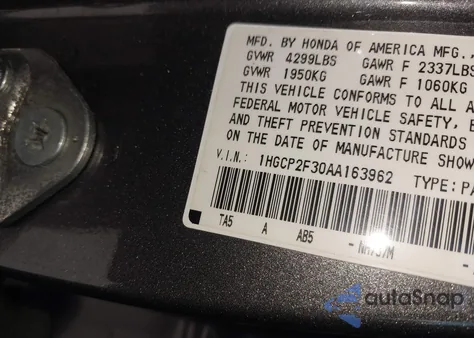 MFD. BY HONDA OF AMERICA MFG.,
GVWR 4299LBS GAWR F 2337LBS
GVWR 1950KG GAWR F 1060KG
THIS VEHICLE CONFORMS TO ALL A
FEDERAL MOTOR VEHICLE SAFETY,
AND THEFT PREVENTION STANDARDS
ON THE DATE OF MANUFACTURE SHOW
V.I.N.: 1HGCP2F30AA163962 TYPE:PA
TA5 A AB5 - NH737M -
autoSnap